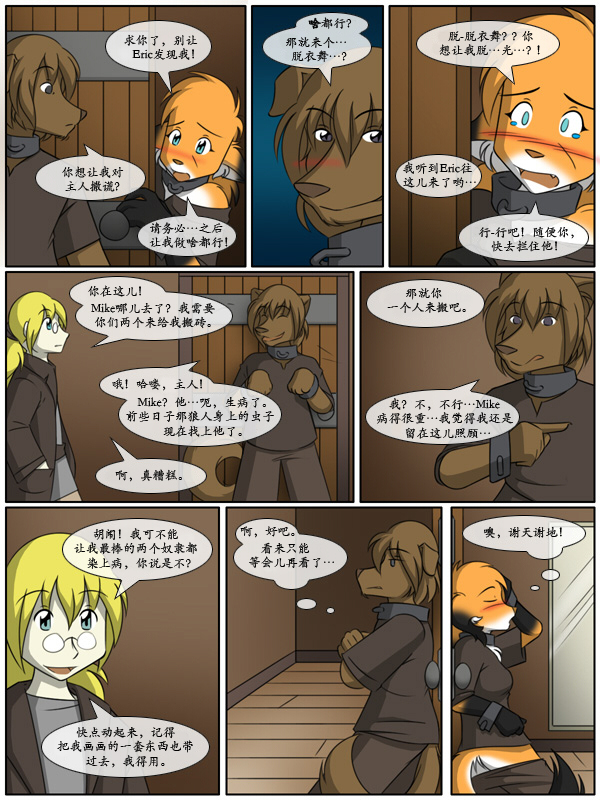 求你了，别让
Eric发现我！
你想让我对
主人撒谎？
请务必…之后
让我做啥都行！
啥都行？
那就来个…
脱衣舞…？
脱-脱衣舞？？你
想让我脱…光…？！
我听到Eric往
这儿来了哟…
行-行吧！随便你，
快去拦住他！
你在这儿！
Mike哪儿去了？我需要
你们两个来给我搬砖。
哦！哈喽，主人！
Mike？他…呃，生病了。
前些日子那狼人身上的虫子
现在找上他了。
啊，真糟糕。
那就你
一个人来搬吧。
我？不，不行…Mike
病得很重…我觉得我还是
留在这儿照顾…
胡闹！我可不能
让我最棒的两个奴隶都
染上病，你说是不？
快点动起来，记得
把我画画的一套东西也带
过去，我得用。
啊，好吧。
看来只能
等会儿再看了…
噢，谢天谢地！